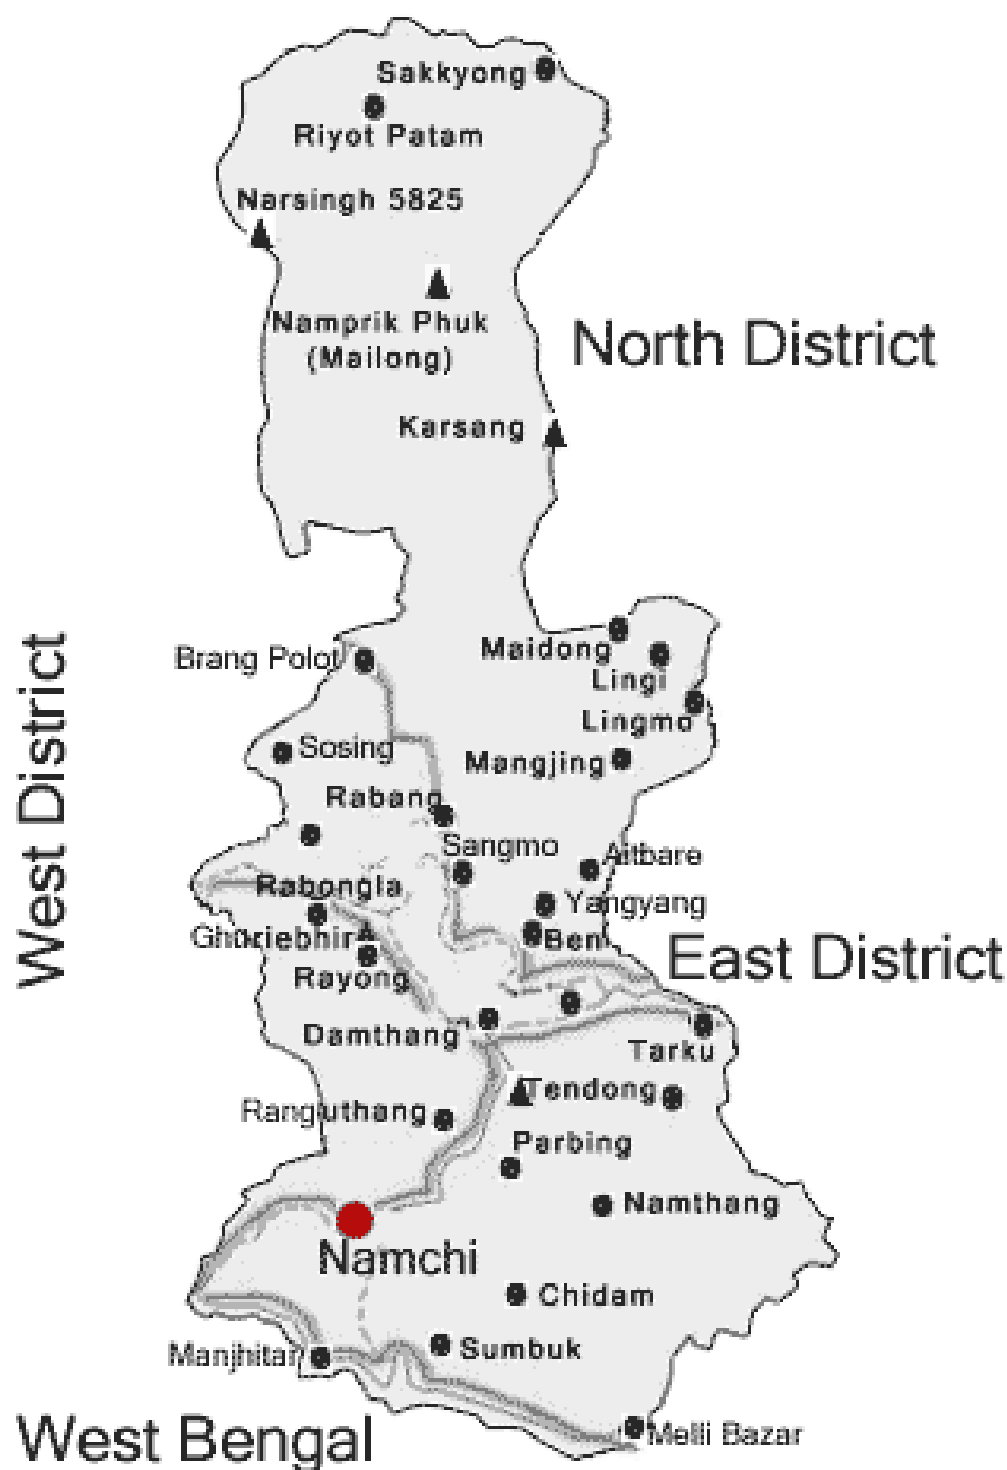 Sakkyong
Riyot Patam
Narsingh 5825
Namprik Phuk
(Mailong)
North District
Karsang
West District
Brang Polot
Maidong
Lingi
Lingmo
Sosing
Mangjing
Rabang
Sangmo
Aitbare
Rabongla
Yangyang
Ben
East District
Rayong
Damthang
Tarku
Tendong
Ranguthang
Parbing
Namthang
Namchi
Chidam
Manjhitar
Sumbuk
West Bengal
Melli Bazar